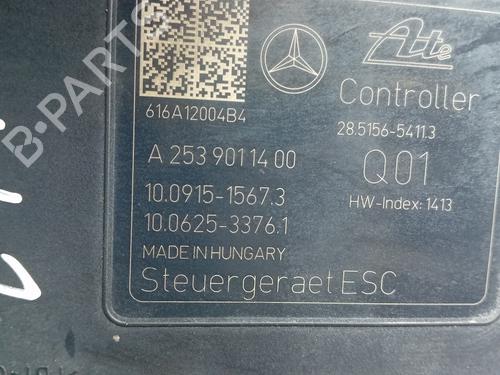 B-PARTS
Ate
616A12004B4
Controller
28.5156-5411.3
A 253 901 14 00
Q01
10.0915-1567.3
HW-Index: 1413
10.0625-3376.1
MADE IN HUNGARY
Steuergeraet ESC